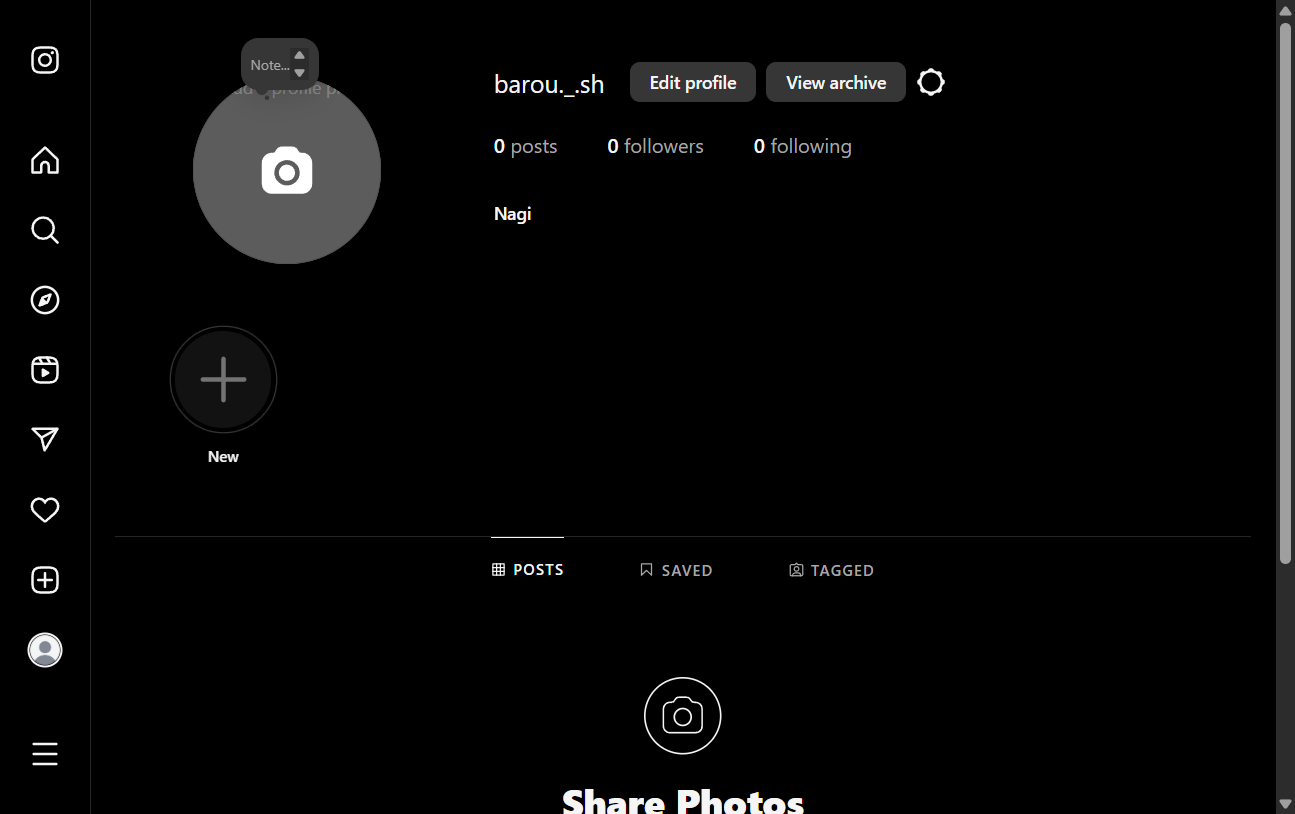 Note...
barou._.sh
Edit profile
View archive
0 posts
0 followers
0 following
Nagi
New
POSTS
SAVED
TAGGED
Share Photos